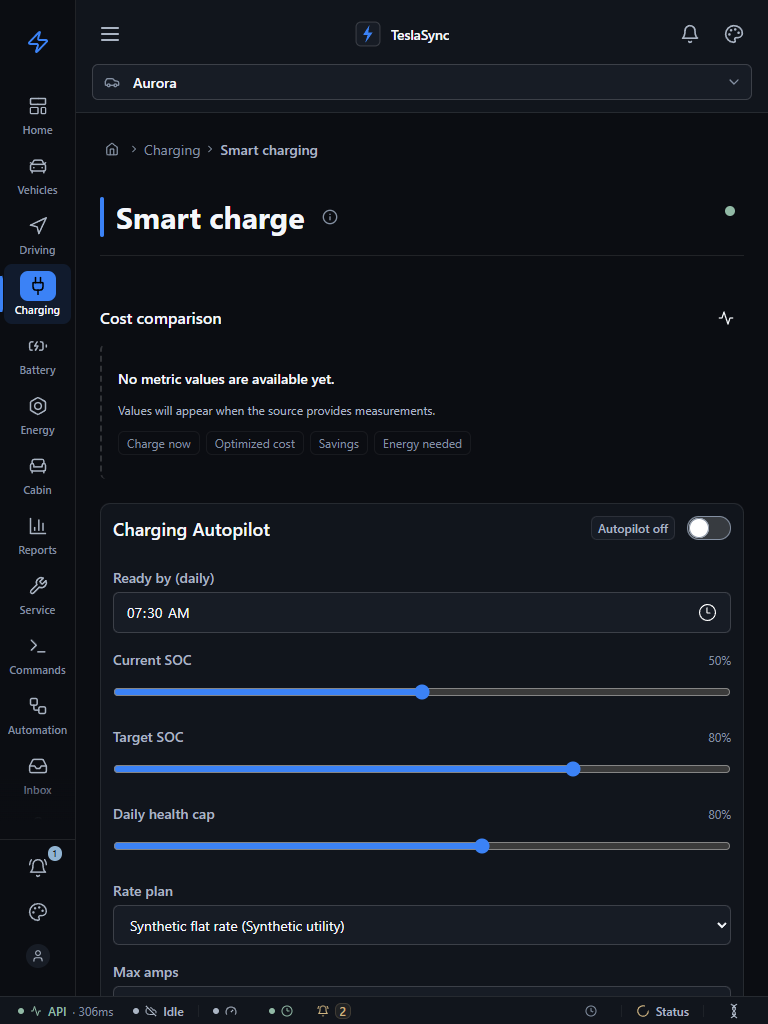 TeslaSync
Aurora
Home
Vehicles
Driving
Charging
Battery
Energy
Cabin
Reports
Service
Commands
Automation
Inbox
1
Charging
Smart charging
Smart charge
Cost comparison
No metric values are available yet.
Values will appear when the source provides measurements.
Charge now
Optimized cost
Savings
Energy needed
Charging Autopilot
Autopilot off
Ready by (daily)
07:30 AM
Current SOC
50%
Target SOC
80%
Daily health cap
80%
Rate plan
Synthetic flat rate (Synthetic utility)
Max amps
API · 306ms
Idle
2
Status